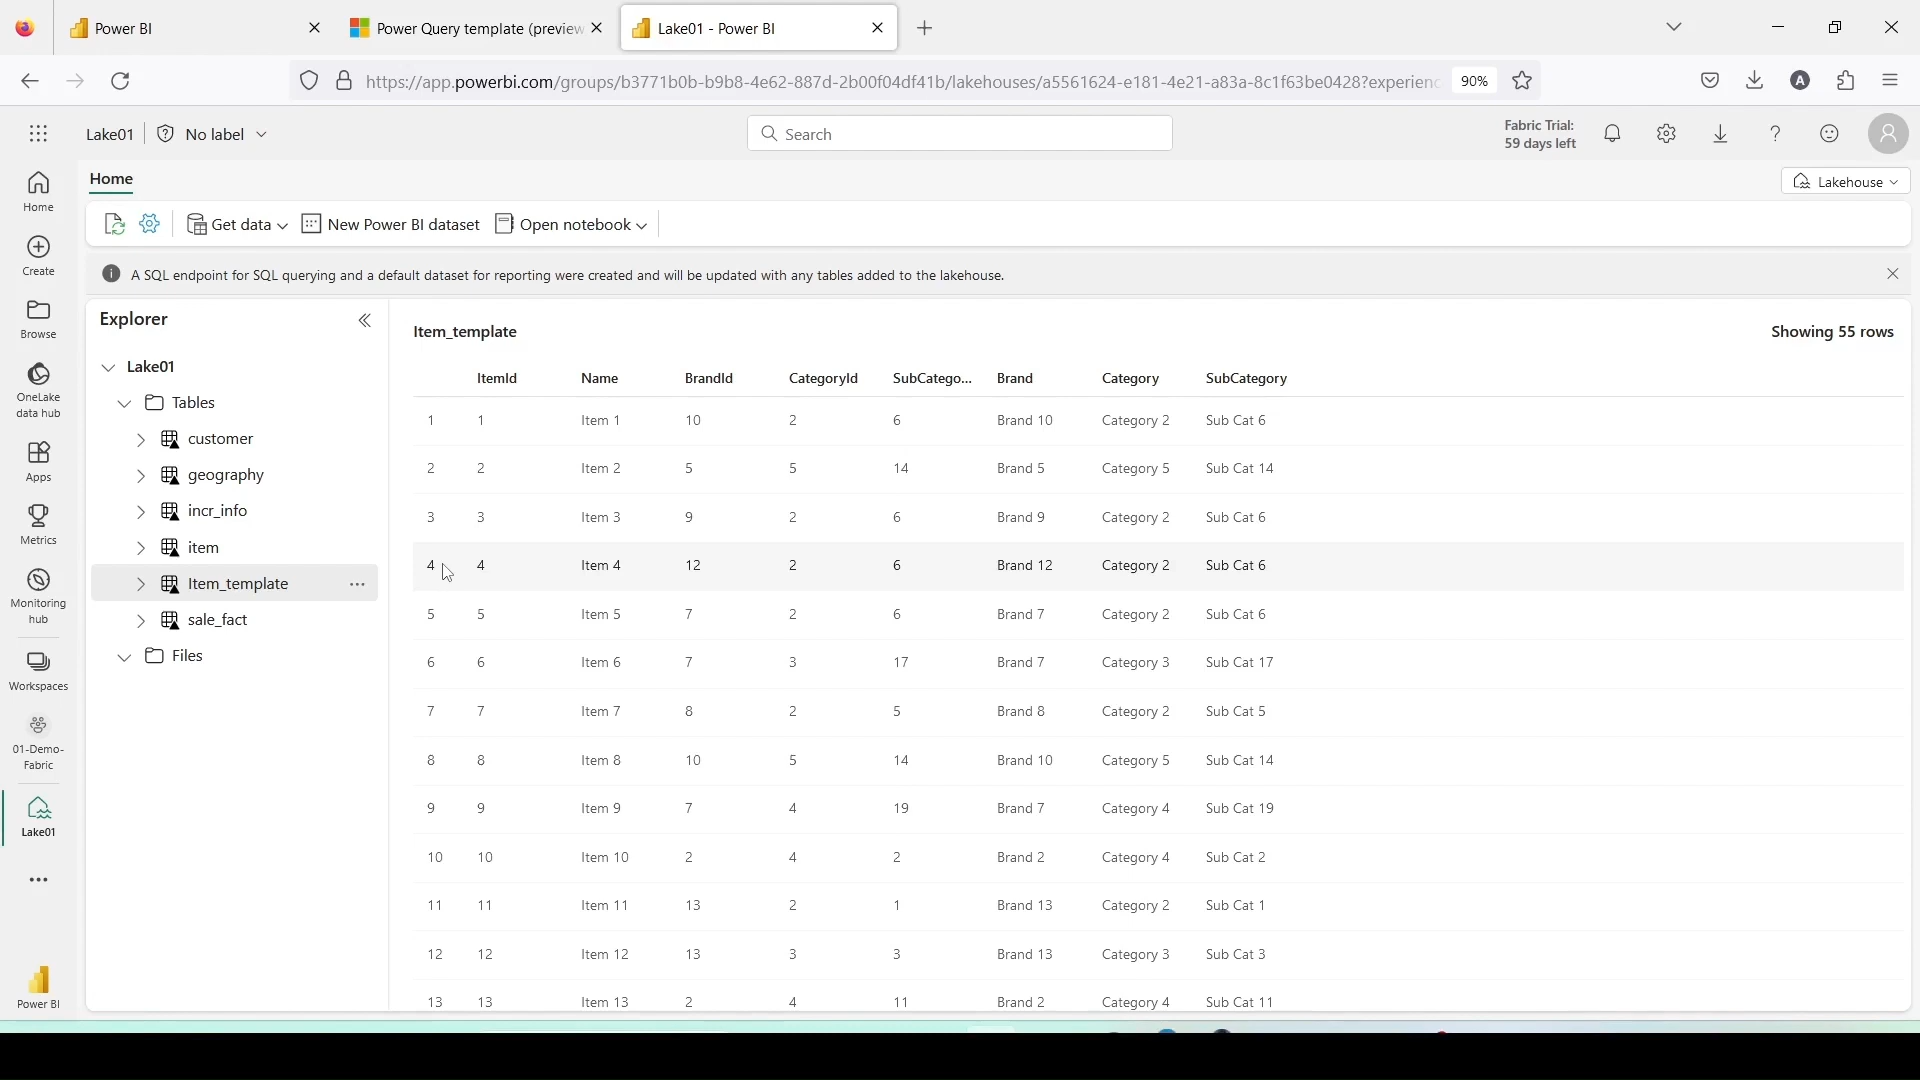 Power BI
Power Query template (preview
Lake01 - Power BI
https://app.powerbi.com/groups/b3771b0b-b9b8-4e62-887d-2b00f04df41b/lakehouses/a5561624-e181-4e21-a83a-8c1f63be0428?experienc
90%
A
Lake01
No label
Search
Fabric Trial:
59 days left
Home
Lakehouse
Get data
New Power BI dataset
Open notebook
A SQL endpoint for SQL querying and a default dataset for reporting were created and will be updated with any tables added to the lakehouse.
Home
Create
Browse
OneLake
data hub
Apps
Metrics
Monitoring
hub
Workspaces
01-Demo-
Fabric
Lake01
Power BI
Explorer
Lake01
Tables
customer
geography
incr_info
item
Item_template
sale_fact
Files
Item_template
Showing 55 rows
ItemId Name BrandId CategoryId SubCatego... Brand Category SubCategory
1 1 Item 1 10 2 6 Brand 10 Category 2 Sub Cat 6
2 2 Item 2 5 5 14 Brand 5 Category 5 Sub Cat 14
3 3 Item 3 9 2 6 Brand 9 Category 2 Sub Cat 6
4 4 Item 4 12 2 6 Brand 12 Category 2 Sub Cat 6
5 5 Item 5 7 2 6 Brand 7 Category 2 Sub Cat 6
6 6 Item 6 7 3 17 Brand 7 Category 3 Sub Cat 17
7 7 Item 7 8 2 5 Brand 8 Category 2 Sub Cat 5
8 8 Item 8 10 5 14 Brand 10 Category 5 Sub Cat 14
9 9 Item 9 7 4 19 Brand 7 Category 4 Sub Cat 19
10 10 Item 10 2 4 2 Brand 2 Category 4 Sub Cat 2
11 11 Item 11 13 2 1 Brand 13 Category 2 Sub Cat 1
12 12 Item 12 13 3 3 Brand 13 Category 3 Sub Cat 3
13 13 Item 13 2 4 11 Brand 2 Category 4 Sub Cat 11